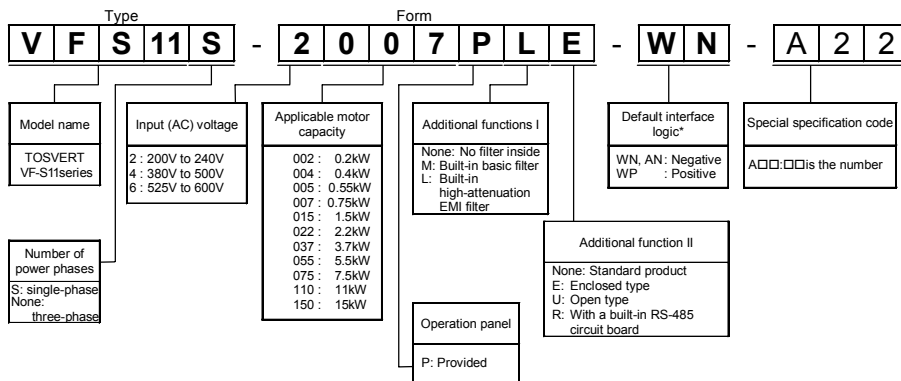 Type
Form
V F S 11 S - 2 0 0 7 P L E - W N - A 2 2
Model name
TOSVERT
VF-S11series
Number of
power phases
S: single-phase
None:
three-phase
Input (AC) voltage
2 : 200V to 240V
4 : 380V to 500V
6 : 525V to 600V
Applicable motor
capacity
002 : 0.2kW
004 : 0.4kW
005 : 0.55kW
007 : 0.75kW
015 : 1.5kW
022 : 2.2kW
037 : 3.7kW
055 : 5.5kW
075 : 7.5kW
110 : 11kW
150 : 15kW
Operation panel
P: Provided
Additional functions I
None: No filter inside
M: Built-in basic filter
L: Built-in
high-attenuation
EMI filter
Additional function II
None: Standard product
E: Enclosed type
U: Open type
R: With a built-in RS-485
circuit board
Default interface
logic*
WN, AN : Negative
WP : Positive
Special specification code
A□□:□□is the number